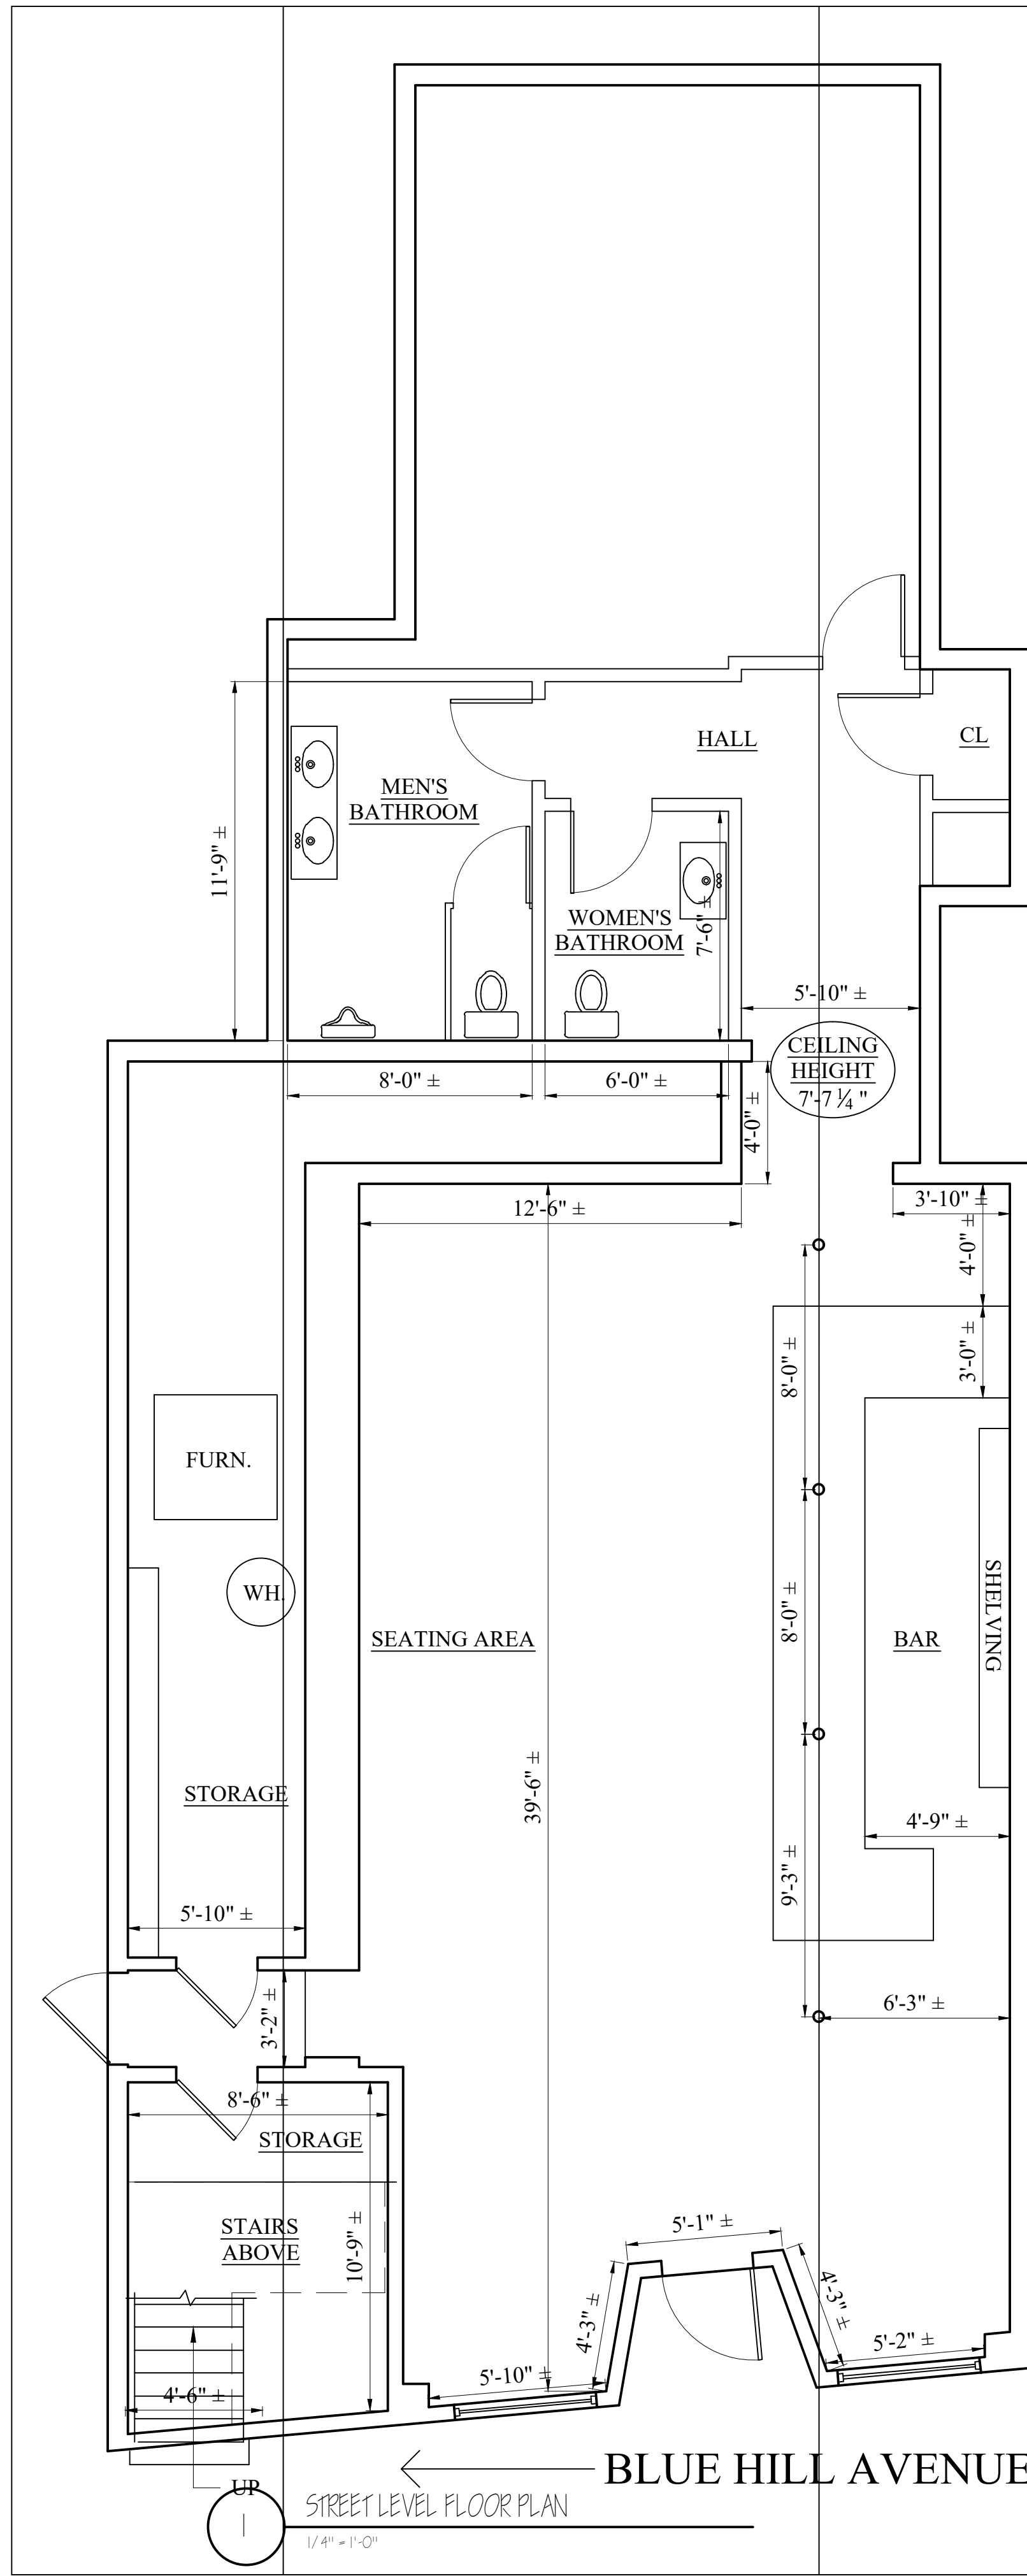 HALL
CL
MEN'S
BATHROOM
11'-9" ±
WOMEN'S
BATHROOM
7'-6" ±
5'-10" ±
CEILING
HEIGHT
7'-7 ¼ "
8'-0" ±
6'-0" ±
4'-0" ±
12'-6" ±
3'-10" ±
4'-0" ±
8'-0" ±
3'-0" ±
FURN.
WH.
8'-0" ±
SHELVING
SEATING AREA
BAR
39'-6" ±
STORAGE
4'-9" ±
9'-3" ±
5'-10" ±
6'-3" ±
3'-2" ±
8'-6" ±
STORAGE
STAIRS
ABOVE
10'-9" ±
5'-1" ±
4'-3" ±
4'-3" ±
5'-2" ±
5'-10" ±
4'-6" ±
BLUE HILL AVENUE
UP
1
STREET LEVEL FLOOR PLAN
1/4" = 1'-0"